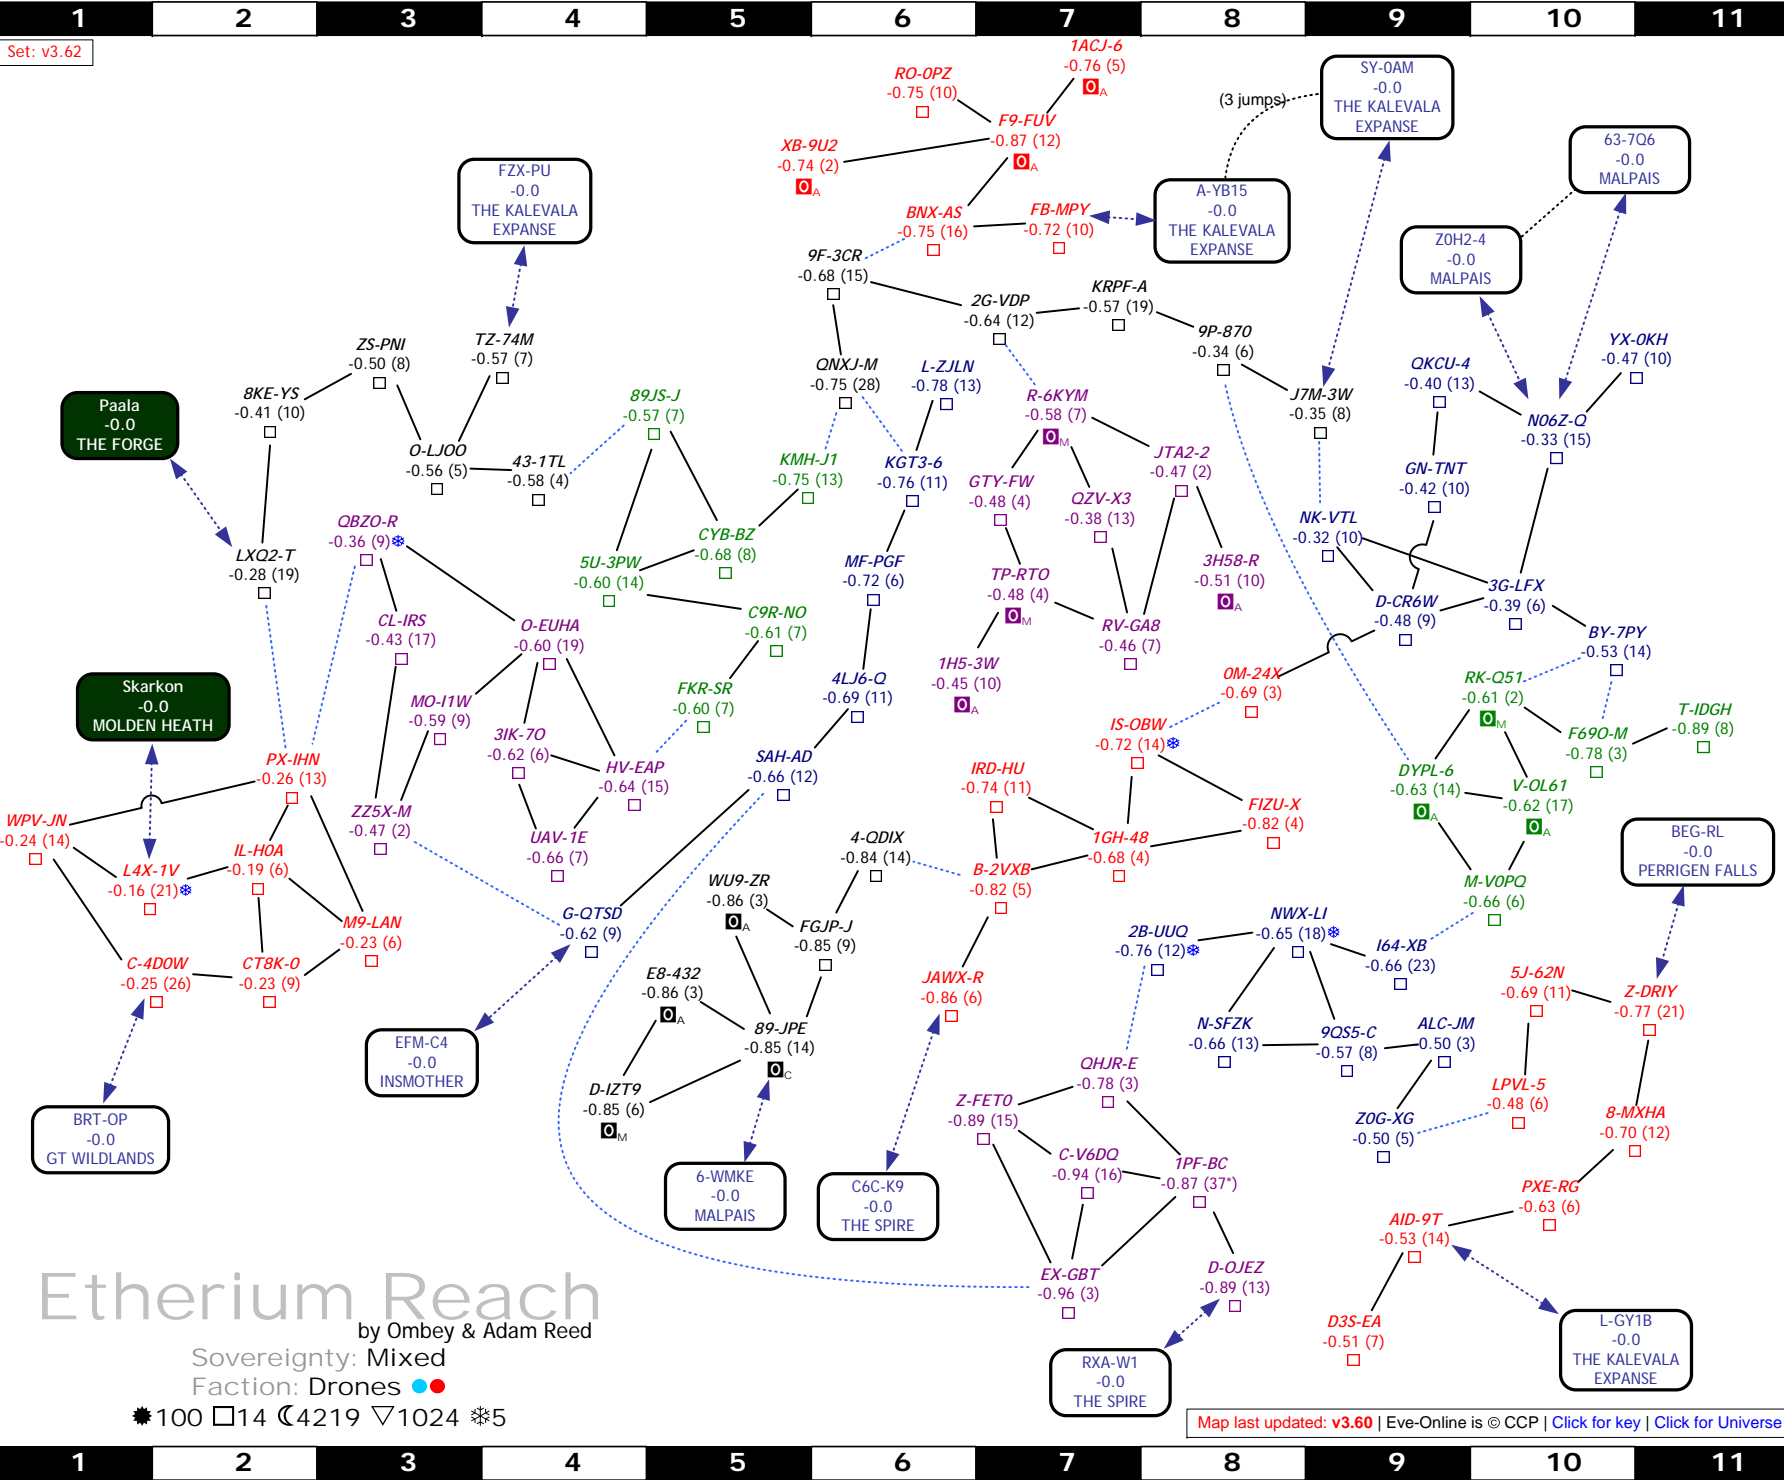 1 2 3 4 5 6 7 8 9 10 11
Set: v3.62
1ACJ-6
-0.76 (5)
0A
RO-0PZ
-0.75 (10)
F9-FUV
-0.87 (12)
0A
XB-9U2
-0.74 (2)
0A
BNX-AS
-0.75 (16)
FB-MPY
-0.72 (10)
(3 jumps)
SY-0AM
-0.0
THE KALEVALA
EXPANSE
63-7Q6
-0.0
MALPAIS
FZX-PU
-0.0
THE KALEVALA
EXPANSE
A-YB15
-0.0
THE KALEVALA
EXPANSE
Z0H2-4
-0.0
MALPAIS
9F-3CR
-0.68 (15)
2G-VDP
-0.64 (12)
KRPF-A
-0.57 (19)
9P-870
-0.34 (6)
ZS-PNI
-0.50 (8)
TZ-74M
-0.57 (7)
YX-0KH
-0.47 (10)
QNXJ-M
-0.75 (28)
L-ZJLN
-0.78 (13)
QKCU-4
-0.40 (13)
8KE-YS
-0.41 (10)
89JS-J
-0.57 (7)
R-6KYM
-0.58 (7)
0M
J7M-3W
-0.35 (8)
N06Z-Q
-0.33 (15)
Paala
-0.0
THE FORGE
O-LJOO
-0.56 (5)
43-1TL
-0.58 (4)
KMH-J1
-0.75 (13)
KGT3-6
-0.76 (11)
GTY-FW
-0.48 (4)
JTA2-2
-0.47 (2)
GN-TNT
-0.42 (10)
QZV-X3
-0.38 (13)
QBZO-R
-0.36 (9)
NK-VTL
-0.32 (10)
LXQ2-T
-0.28 (19)
CYB-BZ
-0.68 (8)
5U-3PW
-0.60 (14)
MF-PGF
-0.72 (6)
TP-RTO
-0.48 (4)
0M
3H58-R
-0.51 (10)
0A
3G-LFX
-0.39 (6)
D-CR6W
-0.48 (9)
CL-IRS
-0.43 (17)
O-EUHA
-0.60 (19)
C9R-NO
-0.61 (7)
RV-GA8
-0.46 (7)
BY-7PY
-0.53 (14)
1H5-3W
-0.45 (10)
0A
0M-24X
-0.69 (3)
RK-Q51
-0.61 (2)
0M
Skarkon
-0.0
MOLDEN HEATH
MO-I1W
-0.59 (9)
FKR-SR
-0.60 (7)
4LJ6-Q
-0.69 (11)
T-IDGH
-0.89 (8)
3IK-7O
-0.62 (6)
IS-OBW
-0.72 (14)
F69O-M
-0.78 (3)
PX-IHN
-0.26 (13)
HV-EAP
-0.64 (15)
SAH-AD
-0.66 (12)
IRD-HU
-0.74 (11)
DYPL-6
-0.63 (14)
0A
V-OL61
-0.62 (17)
0A
WPV-JN
-0.24 (14)
ZZ5X-M
-0.47 (2)
FIZU-X
-0.82 (4)
UAV-1E
-0.66 (7)
4-QDIX
-0.84 (14)
1GH-48
-0.68 (4)
BEG-RL
-0.0
PERRIGEN FALLS
IL-H0A
-0.19 (6)
L4X-1V
-0.16 (21)
B-2VXB
-0.82 (5)
WU9-ZR
-0.86 (3)
0A
M-V0PQ
-0.66 (6)
M9-LAN
-0.23 (6)
G-QTSD
-0.62 (9)
FGJP-J
-0.85 (9)
2B-UUQ
-0.76 (12)
NWX-LI
-0.65 (18)
I64-XB
-0.66 (23)
C-4D0W
-0.25 (26)
CT8K-0
-0.23 (9)
E8-432
-0.86 (3)
0A
JAWX-R
-0.86 (6)
5J-62N
-0.69 (11)
Z-DRIY
-0.77 (21)
EFM-C4
-0.0
INSMOTHER
89-JPE
-0.85 (14)
0C
N-SFZK
-0.66 (13)
9QS5-C
-0.57 (8)
ALC-JM
0.50 (3)
D-IZT9
-0.85 (6)
0M
QHJR-E
-0.78 (3)
LPVL-5
-0.48 (6)
Z-FET0
-0.89 (15)
BRT-OP
-0.0
GT WILDLANDS
Z0G-XG
-0.50 (5)
8-MXHA
-0.70 (12)
C-V6DQ
-0.94 (16)
1PF-BC
-0.87 (37*)
6-WMKE
-0.0
MALPAIS
C6C-K9
-0.0
THE SPIRE
PXE-RG
-0.63 (6)
AID-9T
-0.53 (14)
EX-GBT
-0.96 (3)
D-OJEZ
-0.89 (13)
D3S-EA
-0.51 (7)
L-GY1B
-0.0
THE KALEVALA
EXPANSE
RXA-W1
-0.0
THE SPIRE
Etherium Reach
by Ombey & Adam Reed
Sovereignty: Mixed
Faction: Drones
100 14 4219 1024 5
Map last updated: v3.60 | Eve-Online is © CCP | Click for key | Click for Universe
1 2 3 4 5 6 7 8 9 10 11